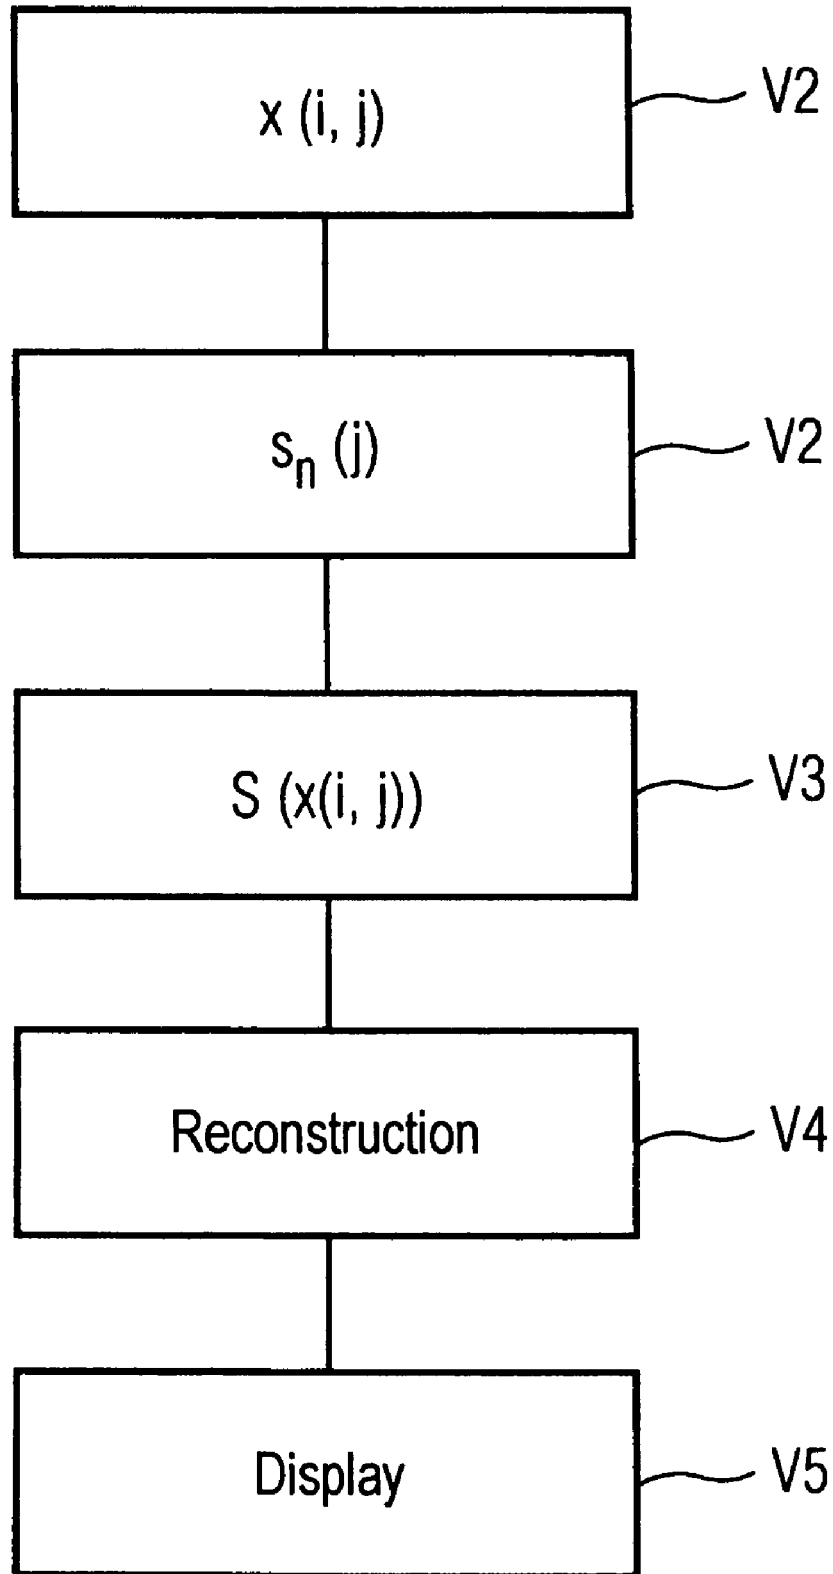 x (i, j) V2
sₙ (j) V2
S (x(i, j)) V3
Reconstruction V4
Display V5